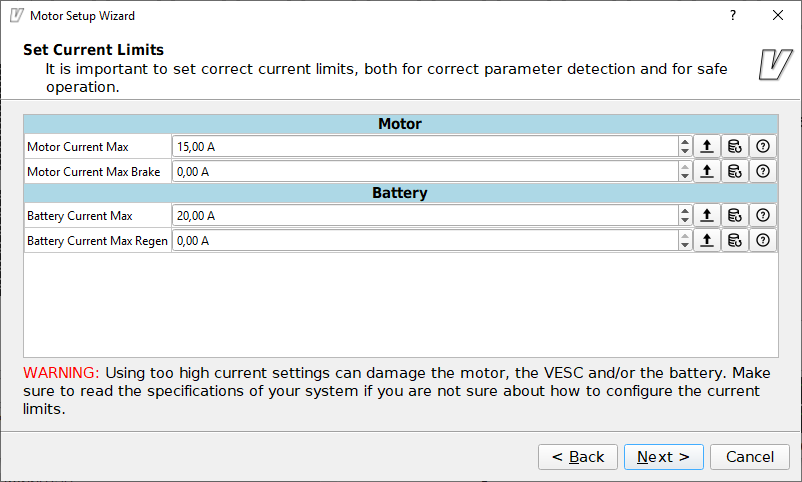 Motor Setup Wizard
?
Set Current Limits
It is important to set correct current limits, both for correct parameter detection and for safe
operation.
Motor
Motor Current Max 15,00 A
Motor Current Max Brake 0,00 A
Battery
Battery Current Max 20,00 A
Battery Current Max Regen 0,00 A
WARNING: Using too high current settings can damage the motor, the VESC and/or the battery. Make
sure to read the specifications of your system if you are not sure about how to configure the current
limits.
< Back Next > Cancel